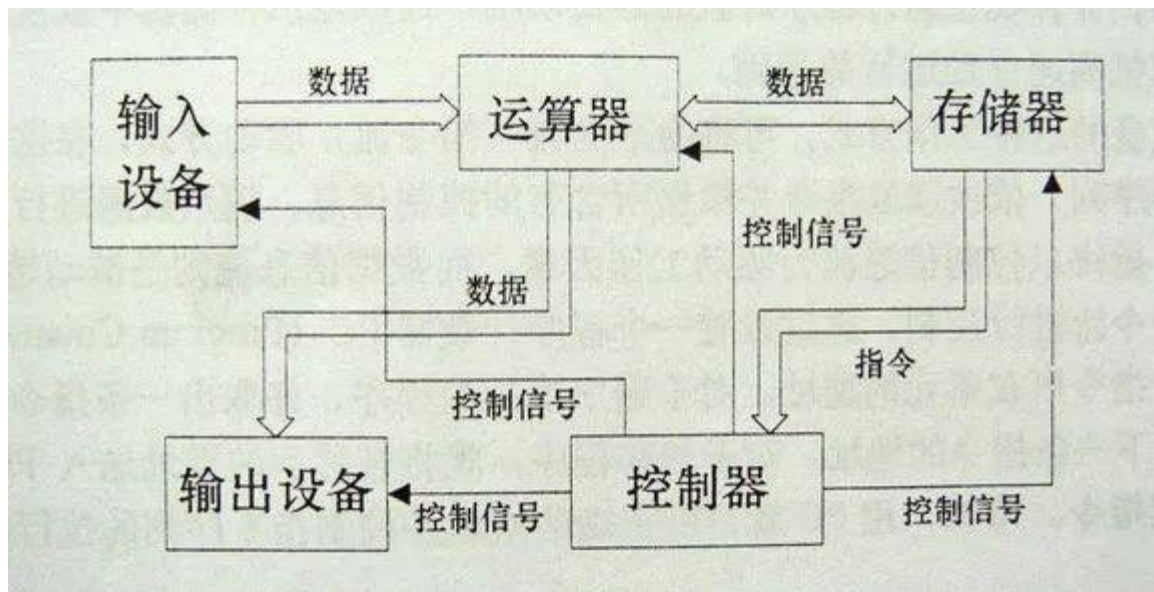 数据
数据
输入
设备
运算器
存储器
控制信号
数据
指令
控制信号
输出设备
控制器
控制信号
控制信号